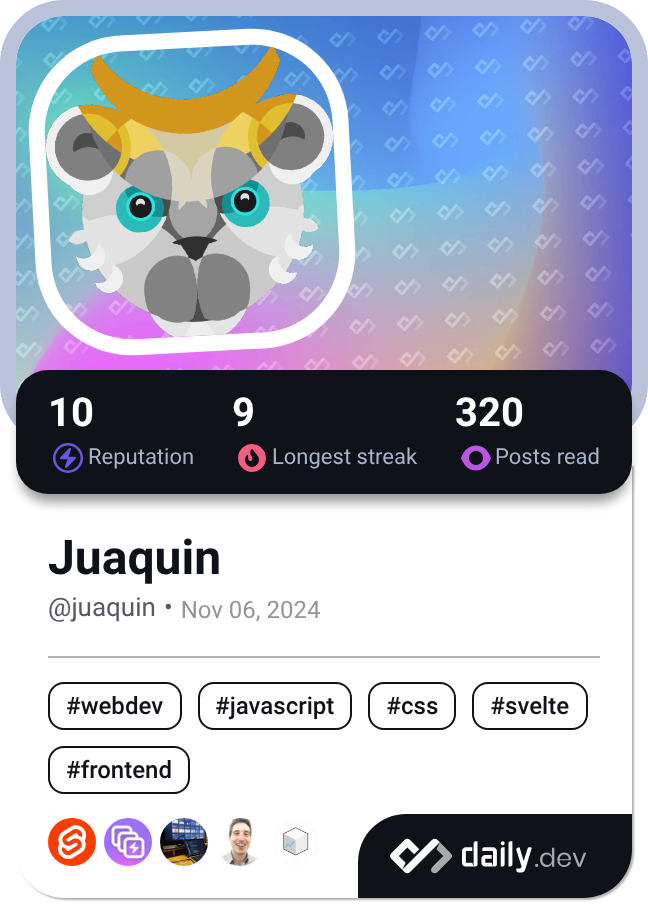 10 9 320
Reputation Longest streak Posts read
Juaquin
@juaquin • Nov 06, 2024
#webdev #javascript #css #svelte
#frontend
daily.dev